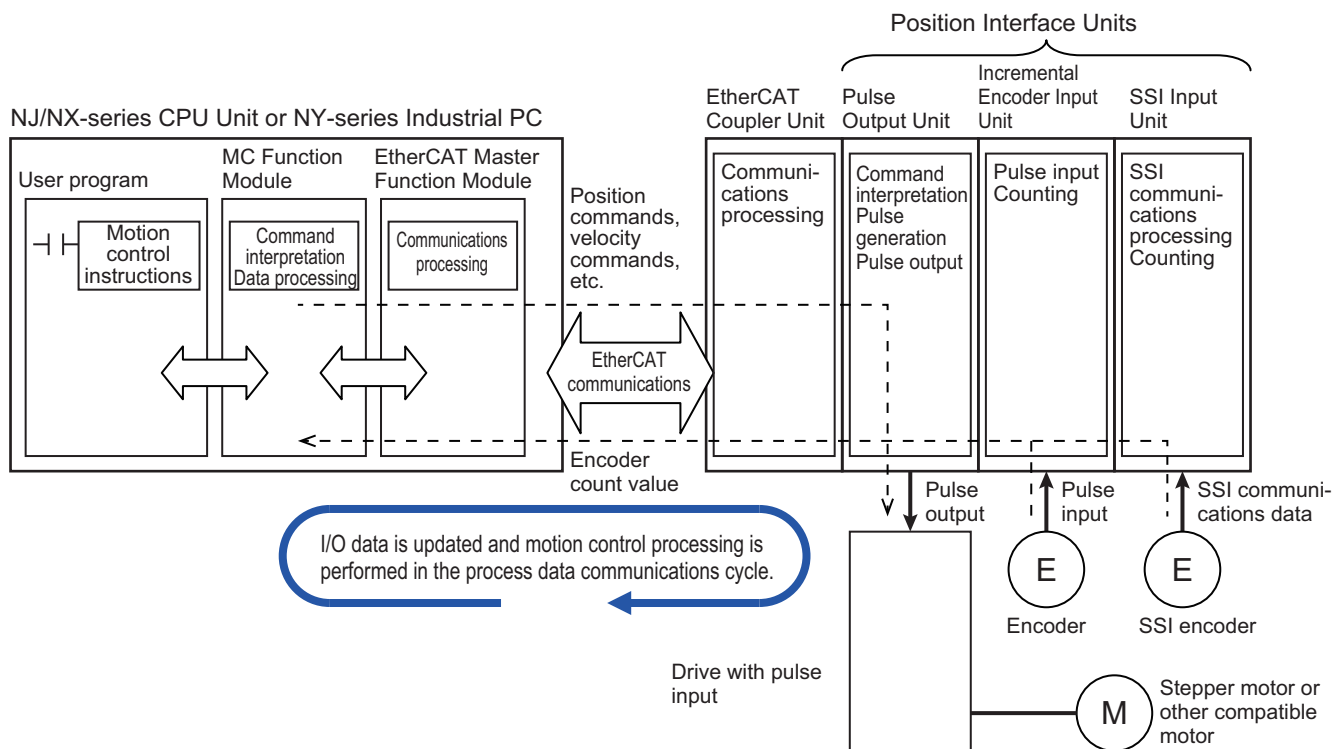 Position Interface Units
NJ/NX-series CPU Unit or NY-series Industrial PC
EtherCAT
Coupler Unit
Pulse
Output Unit
Incremental
Encoder Input
Unit
SSI Input
Unit
User program
MC Function
Module
EtherCAT Master
Function Module
Motion
control
instructions
Command
interpretation
Data processing
Communications
processing
Position
commands,
velocity
commands,
etc.
Communi-
cations
processing
Command
interpretation
Pulse
generation
Pulse output
Pulse input
Counting
SSI
communi-
cations
processing
Counting
EtherCAT
communications
Encoder
count value
Pulse
output
Pulse
input
SSI communi-
cations data
I/O data is updated and motion control processing is
performed in the process data communications cycle.
E
E
Encoder
SSI encoder
Drive with pulse
input
M
Stepper motor or
other compatible
motor